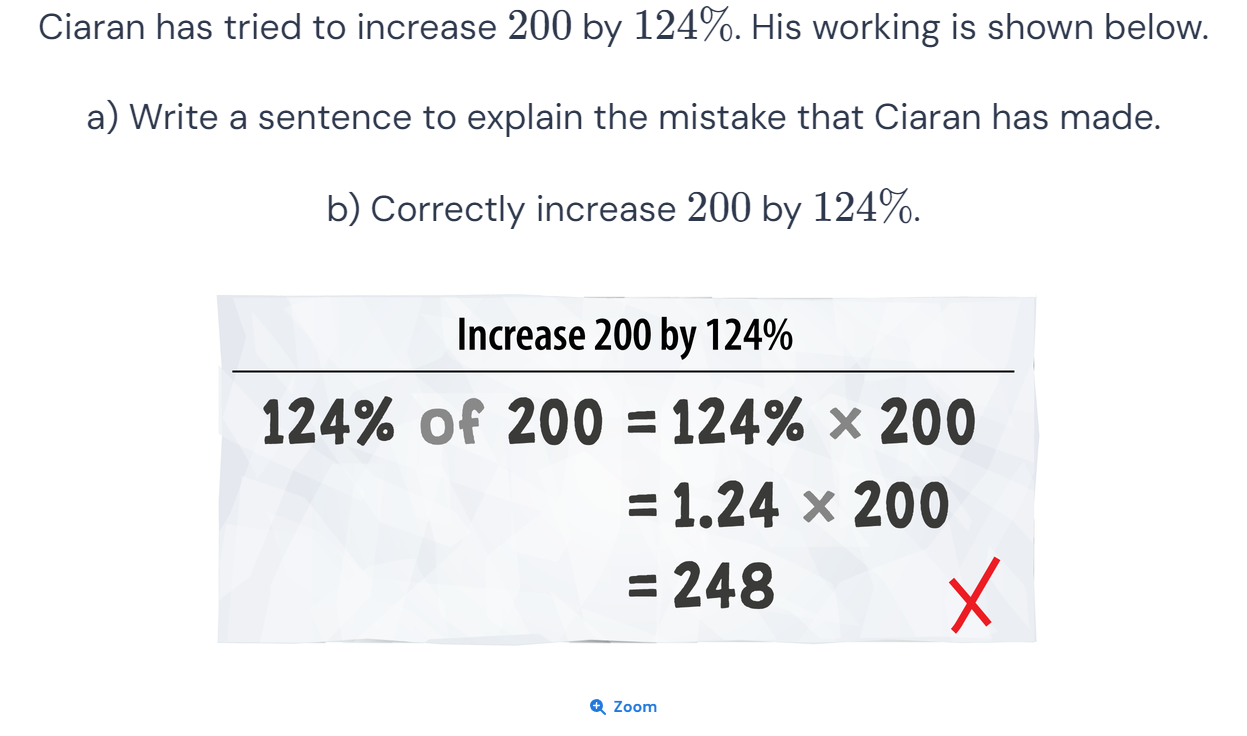 Ciaran has tried to increase 200 by 124%. His working is shown below.
a) Write a sentence to explain the mistake that Ciaran has made.
b) Correctly increase 200 by 124%.
Increase 200 by 124%
124% of 200 = 124% × 200
= 1.24 × 200
= 248
Zoom